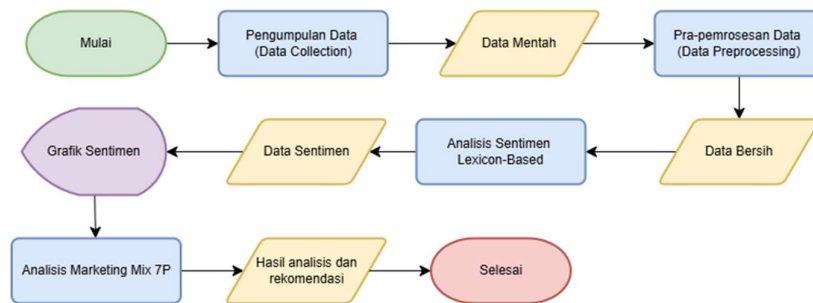 Mulai
Pengumpulan Data
(Data Collection)
Data Mentah
Pra-pemrosesan Data
(Data Preprocessing)
Data Bersih
Analisis Sentimen
Lexicon-Based
Data Sentimen
Grafik Sentimen
Analisis Marketing Mix 7P
Hasil analisis dan
rekomendasi
Selesai